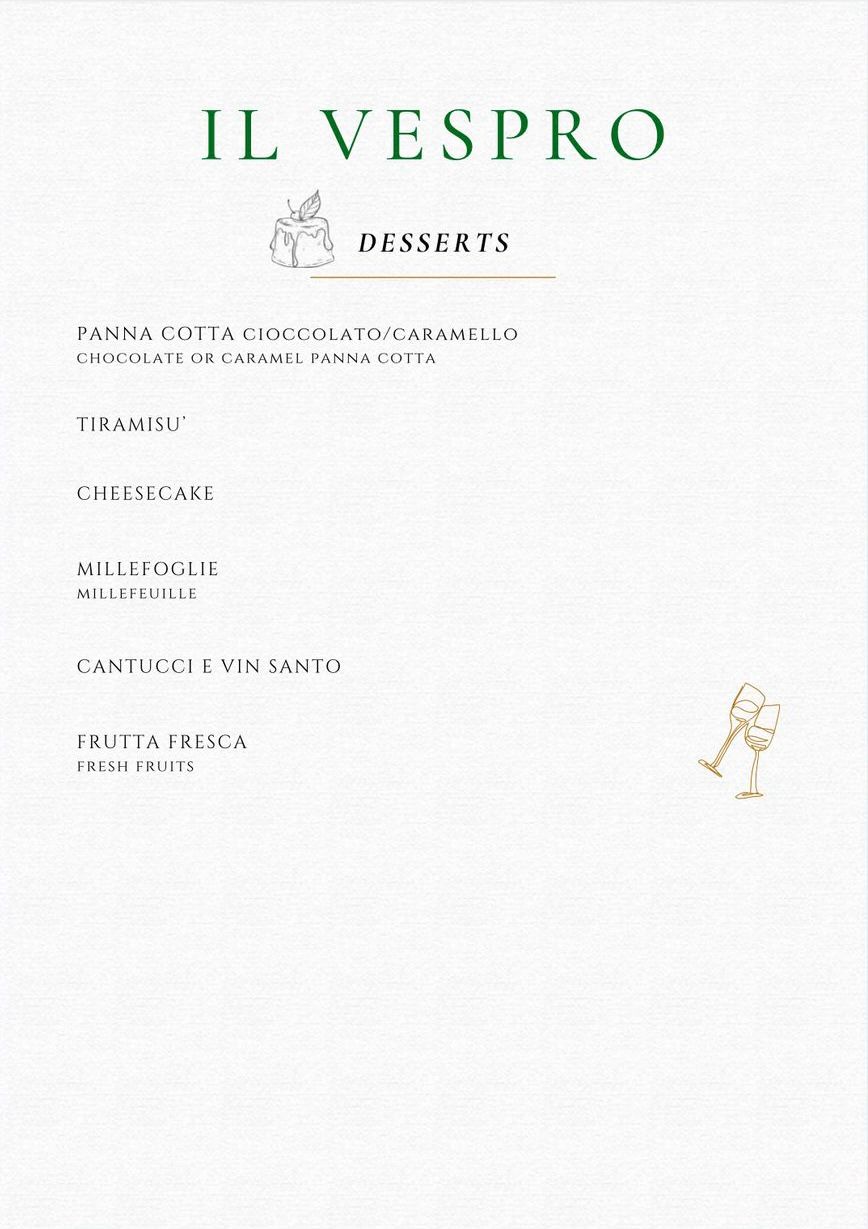 IL VESPRO
DESSERTS
PANNA COTTA CIOCCOLATO/CARAMELLO
CHOCOLATE OR CARAMEL PANNA COTTA
TIRAMISU’
CHEESECAKE
MILLEFOGLIE
MILLEFEUILLE
CANTUCCI E VIN SANTO
FRUTTA FRESCA
FRESH FRUITS